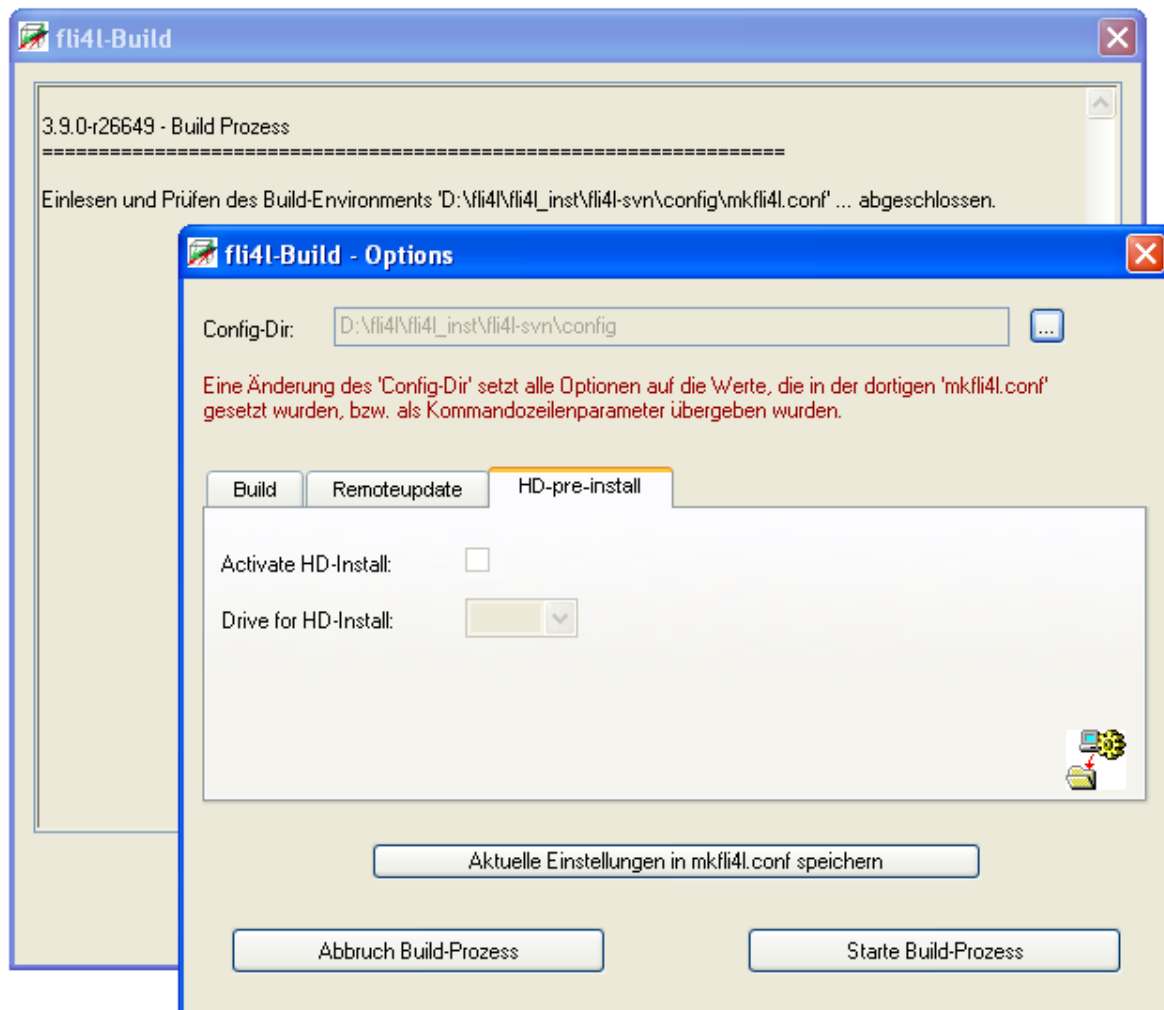 fli4l-Build
3.9.0-r26649 - Build Prozess
==================================================================
Einlesen und Prüfen des Build-Environments 'D:\fli4l\fli4l_inst\fli4l-svn\config\mkfli4l.conf' ... abgeschlossen.
fli4l-Build - Options
Config-Dir: D:\fli4l\fli4l_inst\fli4l-svn\config ...
Eine Änderung des 'Config-Dir' setzt alle Optionen auf die Werte, die in der dortigen 'mkfli4l.conf'
gesetzt wurden, bzw. als Kommandozeilenparameter übergeben wurden.
Build Remoteupdate HD-pre-install
Activate HD-Install:
Drive for HD-Install:
Aktuelle Einstellungen in mkfli4l.conf speichern
Abbruch Build-Prozess Starte Build-Prozess